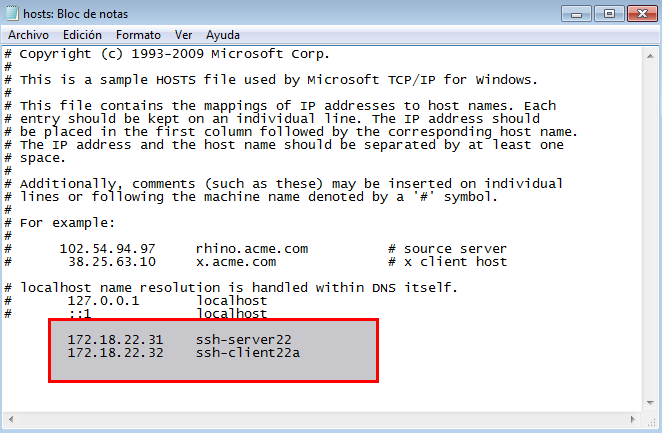 hosts: Bloc de notas
Archivo Edición Formato Ver Ayuda
# Copyright (c) 1993-2009 Microsoft Corp.
#
# This is a sample HOSTS file used by Microsoft TCP/IP for Windows.
#
# This file contains the mappings of IP addresses to host names. Each
# entry should be kept on an individual line. The IP address should
# be placed in the first column followed by the corresponding host name.
# The IP address and the host name should be separated by at least one
# space.
#
# Additionally, comments (such as these) may be inserted on individual
# lines or following the machine name denoted by a '#' symbol.
#
# For example:
#
#      102.54.94.97     rhino.acme.com          # source server
#       38.25.63.10     x.acme.com              # x client host

# localhost name resolution is handled within DNS itself.
#       127.0.0.1       localhost
#       ::1             localhost

        172.18.22.31    ssh-server22
        172.18.22.32    ssh-client22a